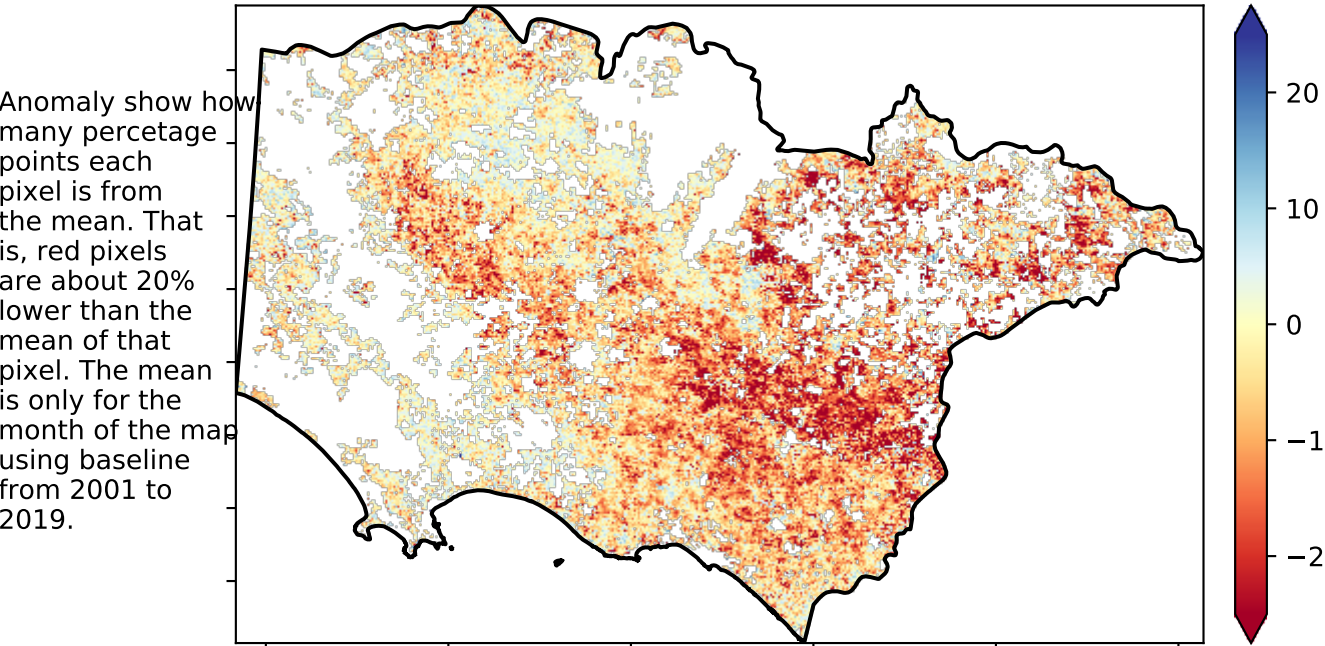 Anomaly show how
many percetage
points each
pixel is from
the mean. That
is, red pixels
are about 20%
lower than the
mean of that
pixel. The mean
is only for the
month of the map
using baseline
from 2001 to
2019.
20
10
0
−1
−2